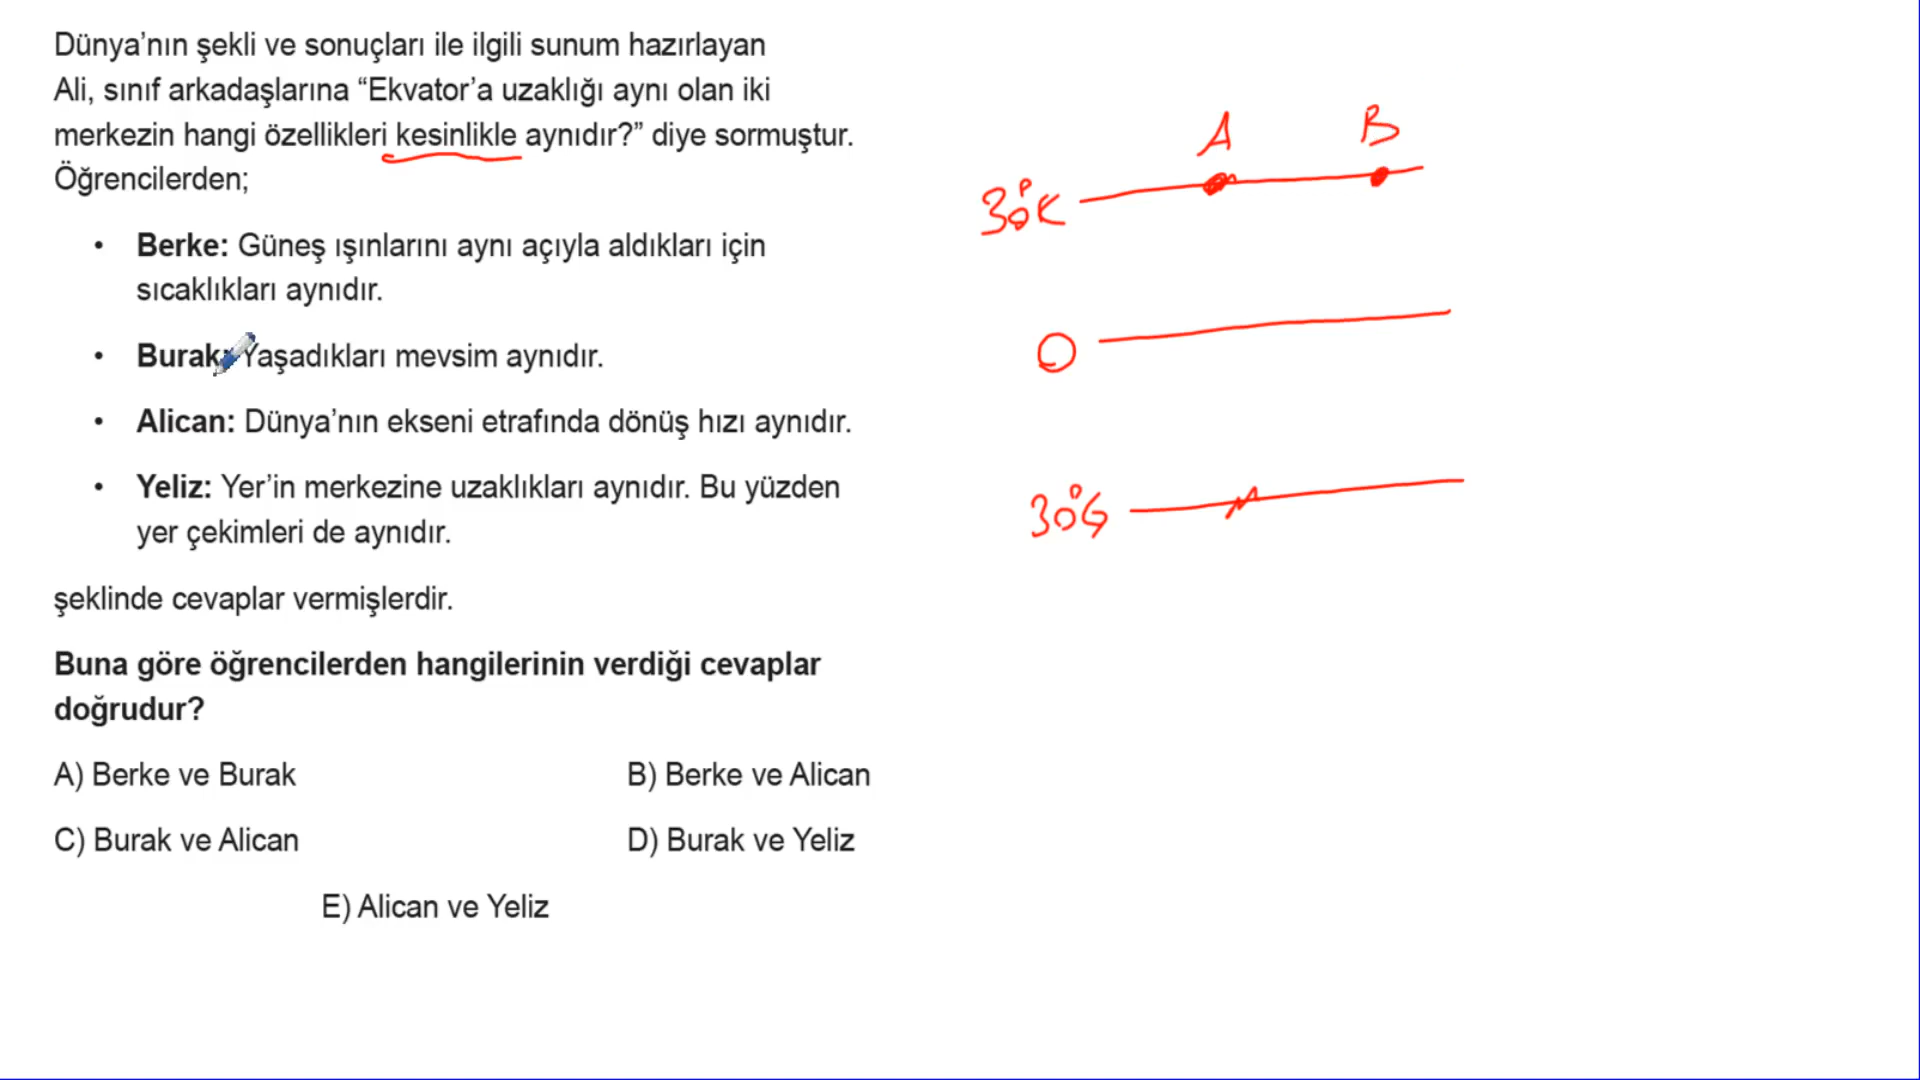 Dünya’nın şekli ve sonuçları ile ilgili sunum hazırlayan
Ali, sınıf arkadaşlarına “Ekvator’a uzaklığı aynı olan iki
merkezin hangi özellikleri kesinlikle aynıdır?” diye sormuştur.
Öğrencilerden;
• Berke: Güneş ışınlarını aynı açıyla aldıkları için
sıcaklıkları aynıdır.
• Burak: Yaşadıkları mevsim aynıdır.
• Alican: Dünya’nın ekseni etrafında dönüş hızı aynıdır.
• Yeliz: Yer’in merkezine uzaklıkları aynıdır. Bu yüzden
yer çekimleri de aynıdır.
şeklinde cevaplar vermişlerdir.
Buna göre öğrencilerden hangilerinin verdiği cevaplar
doğrudur?
A) Berke ve Burak
B) Berke ve Alican
C) Burak ve Alican
D) Burak ve Yeliz
E) Alican ve Yeliz
A B
30°K
0
30°G